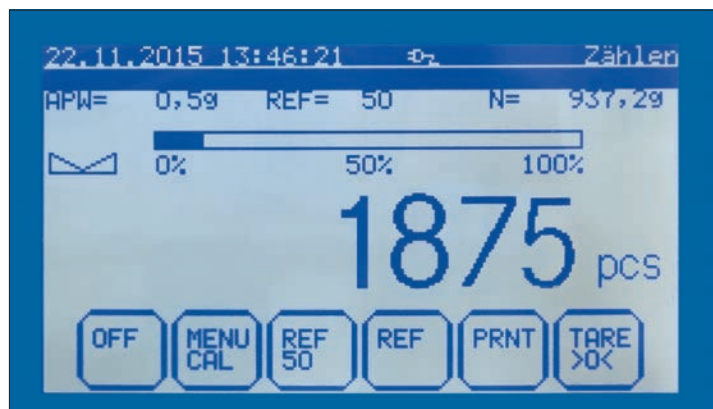 22.11.2015 13:46:21 Zählen
APW= 0,5g REF= 50 N= 937,2g
0% 50% 100%
1875 pcs
OFF MENU CAL REF 50 REF PRNT TARE >0<